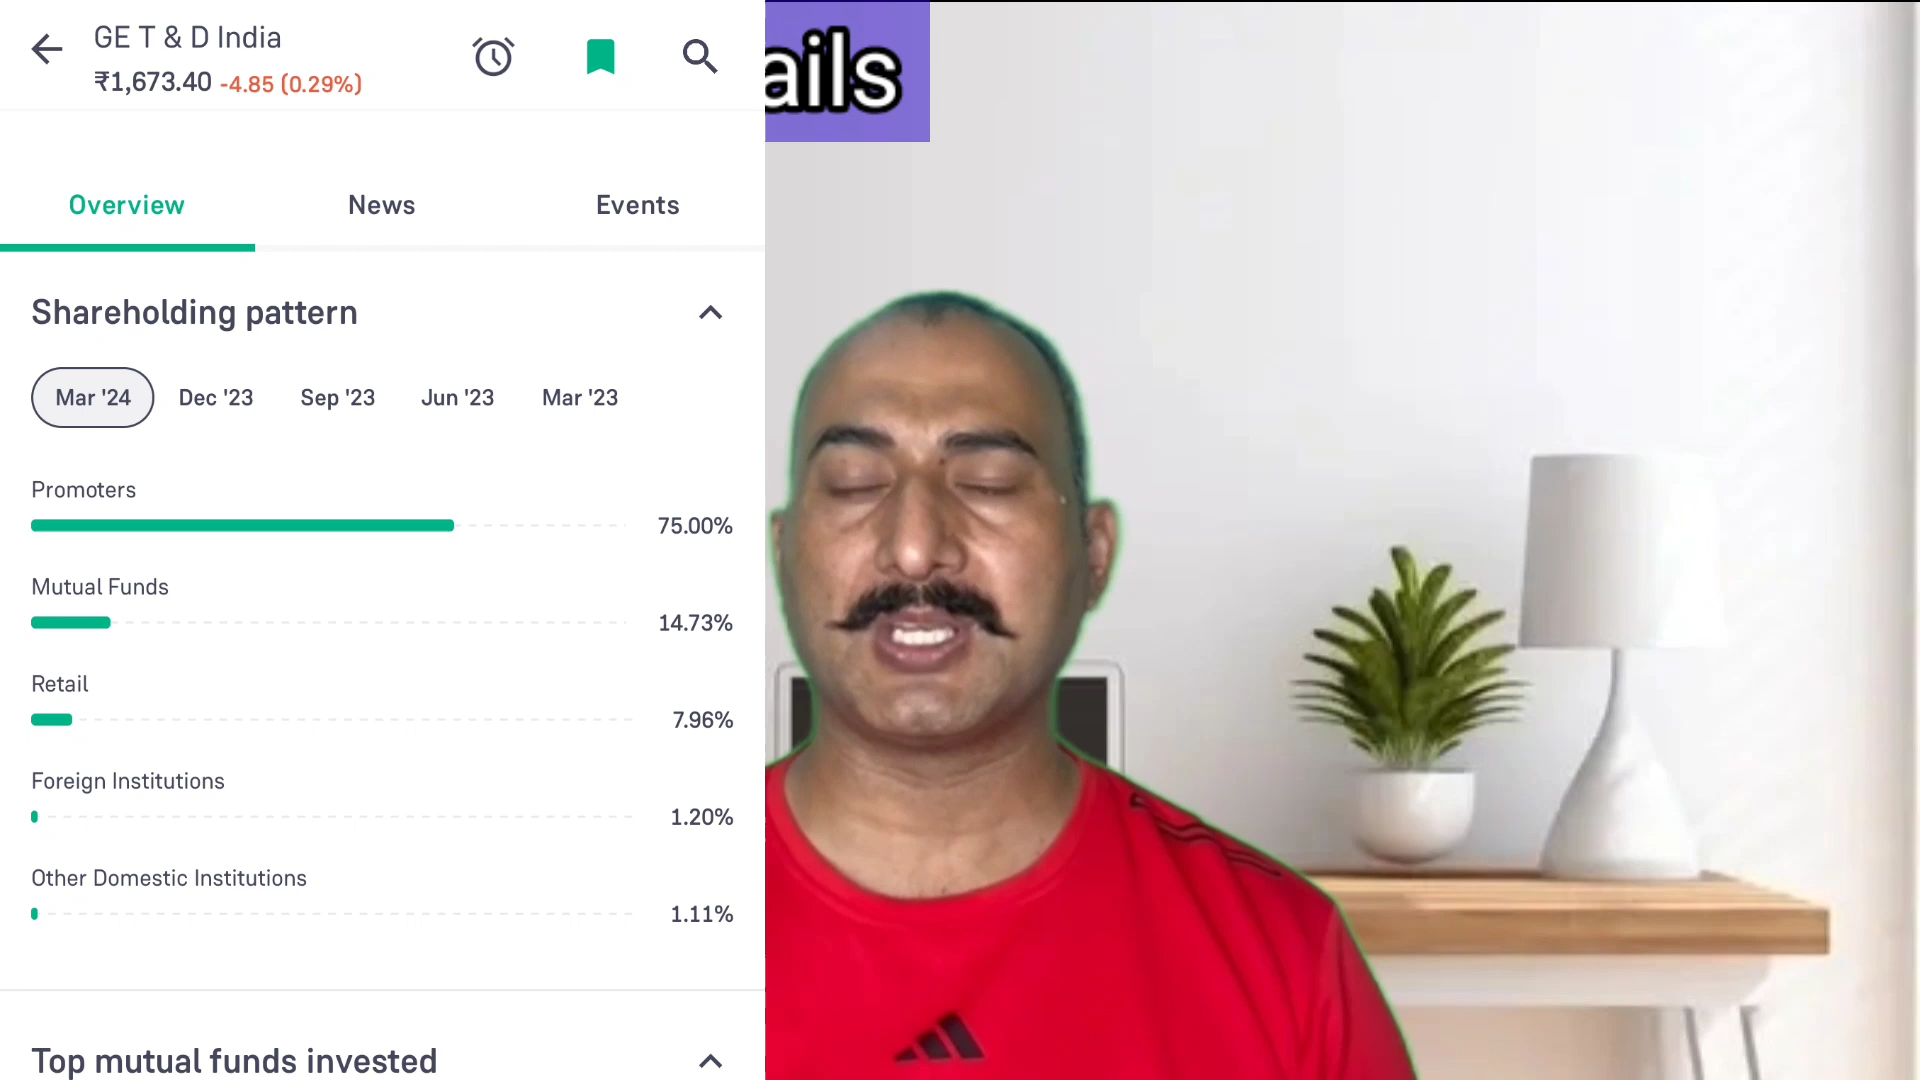 GE T & D India
₹1,673.40 -4.85 (0.29%)
ails
Overview News Events
Shareholding pattern
Mar '24 Dec '23 Sep '23 Jun '23 Mar '23
Promoters
75.00%
Mutual Funds
14.73%
Retail
7.96%
Foreign Institutions
1.20%
Other Domestic Institutions
1.11%
Top mutual funds invested